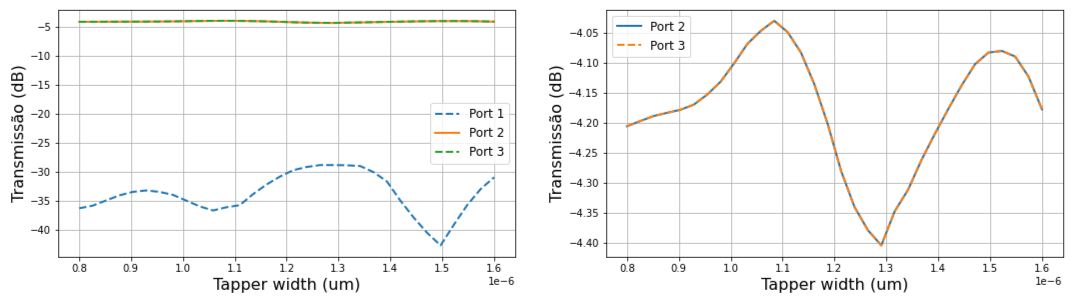 −5
−10
−15
−20
−25
−30
−35
−40
Transmissão (dB)
Port 1
Port 2
Port 3
0.8 0.9 1.0 1.1 1.2 1.3 1.4 1.5 1.6
1e−6
Tapper width (um)
−4.05
−4.10
−4.15
−4.20
−4.25
−4.30
−4.35
−4.40
Transmissão (dB)
Port 2
Port 3
0.8 0.9 1.0 1.1 1.2 1.3 1.4 1.5 1.6
1e−6
Tapper width (um)